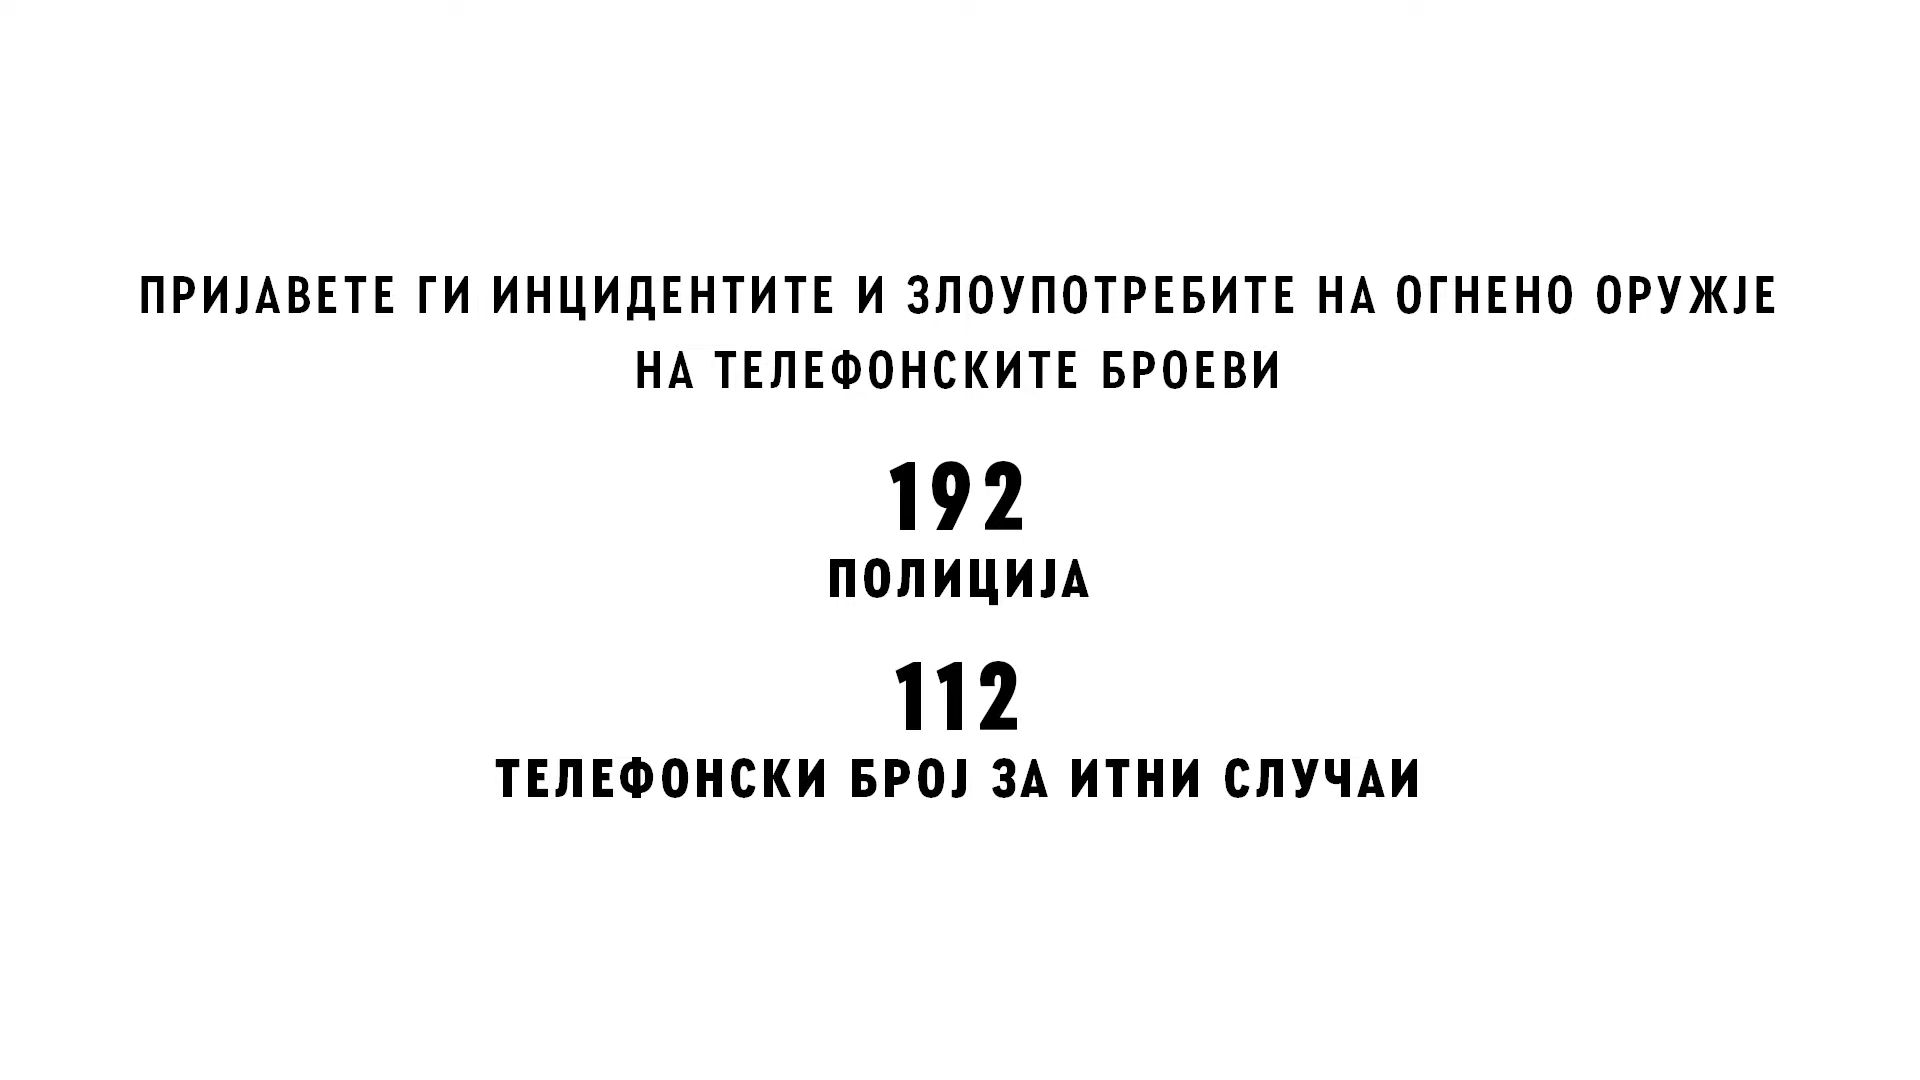 ПРИЈАВЕТЕ ГИ ИНЦИДЕНТИТЕ И ЗЛОУПОТРЕБИТЕ НА ОГНЕНО ОРУЖЈЕ
НА ТЕЛЕФОНСКИТЕ БРОЕВИ
192
ПОЛИЦИЈА
112
ТЕЛЕФОНСКИ БРОЈ ЗА ИТНИ СЛУЧАИ